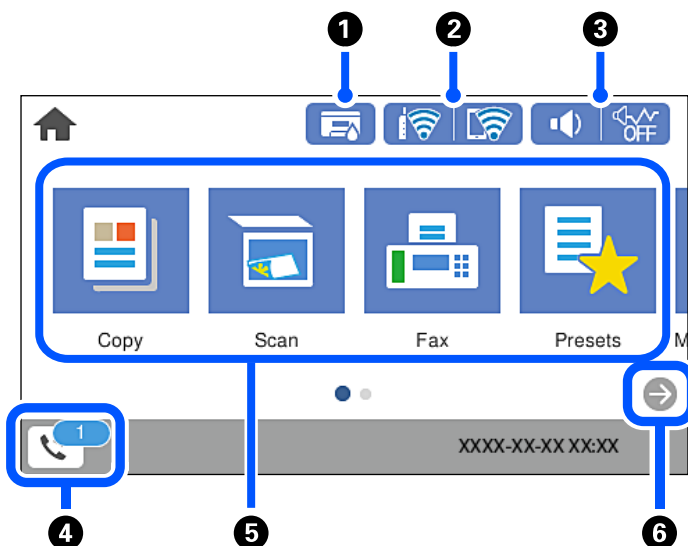 1 2 3
OFF
Copy Scan Fax Presets M
1
XXXX-XX-XX XX:XX
4 5 6